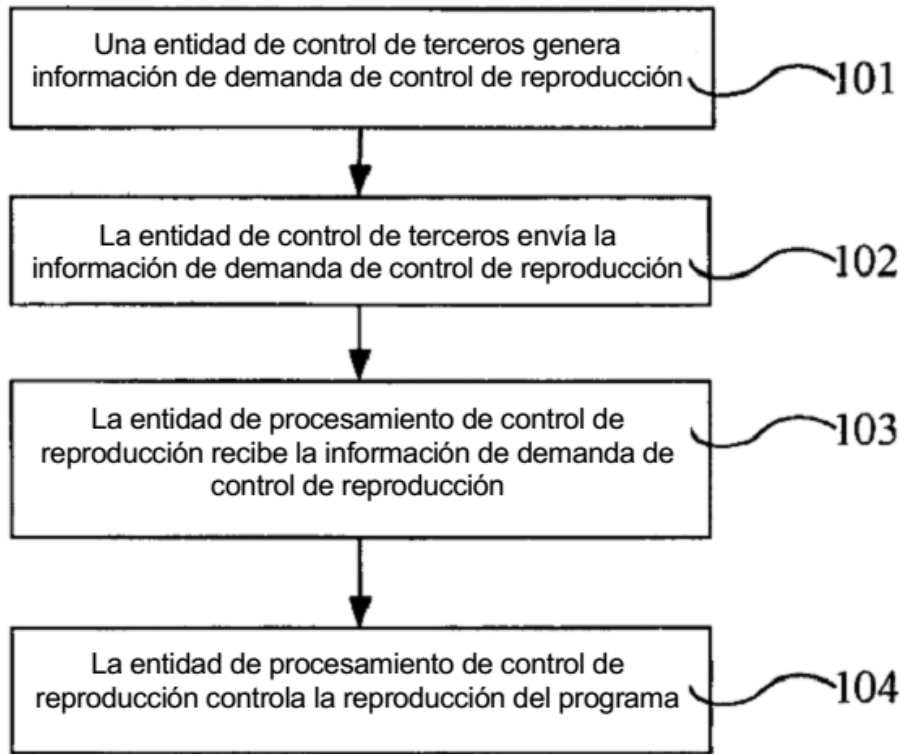 Una entidad de control de terceros genera
información de demanda de control de reproducción
101
La entidad de control de terceros envía la
información de demanda de control de reproducción
102
La entidad de procesamiento de control de
reproducción recibe la información de demanda de
control de reproducción
103
La entidad de procesamiento de control de
reproducción controla la reproducción del programa
104